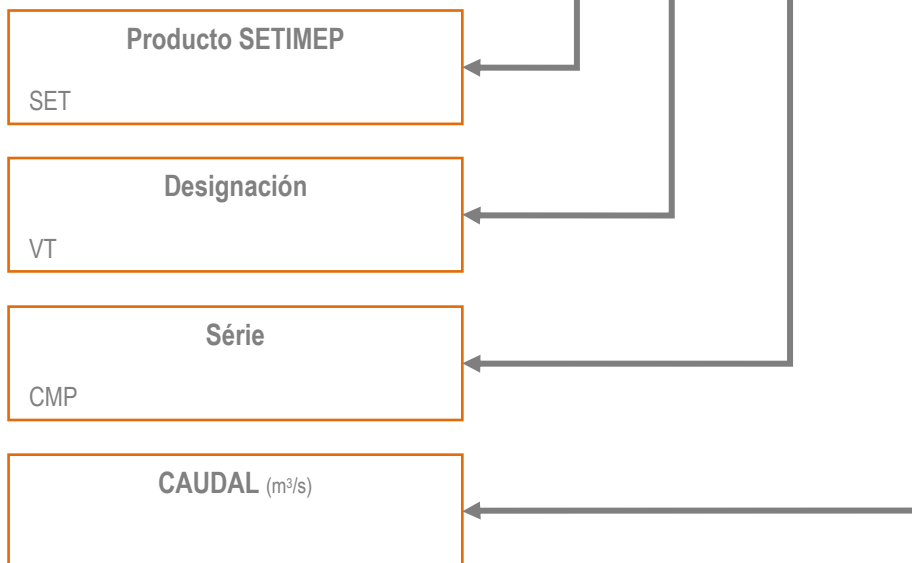 Producto SETIMEP
SET
Designación
VT
Série
CMP
CAUDAL (m³/s)